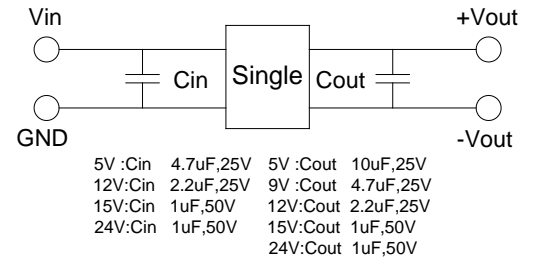 Vin +Vout
Cin Single Cout
GND -Vout
5V :Cin 4.7uF,25V 5V :Cout 10uF,25V
12V:Cin 2.2uF,25V 9V :Cout 4.7uF,25V
15V:Cin 1uF,50V 12V:Cout 2.2uF,25V
24V:Cin 1uF,50V 15V:Cout 1uF,50V
24V:Cout 1uF,50V